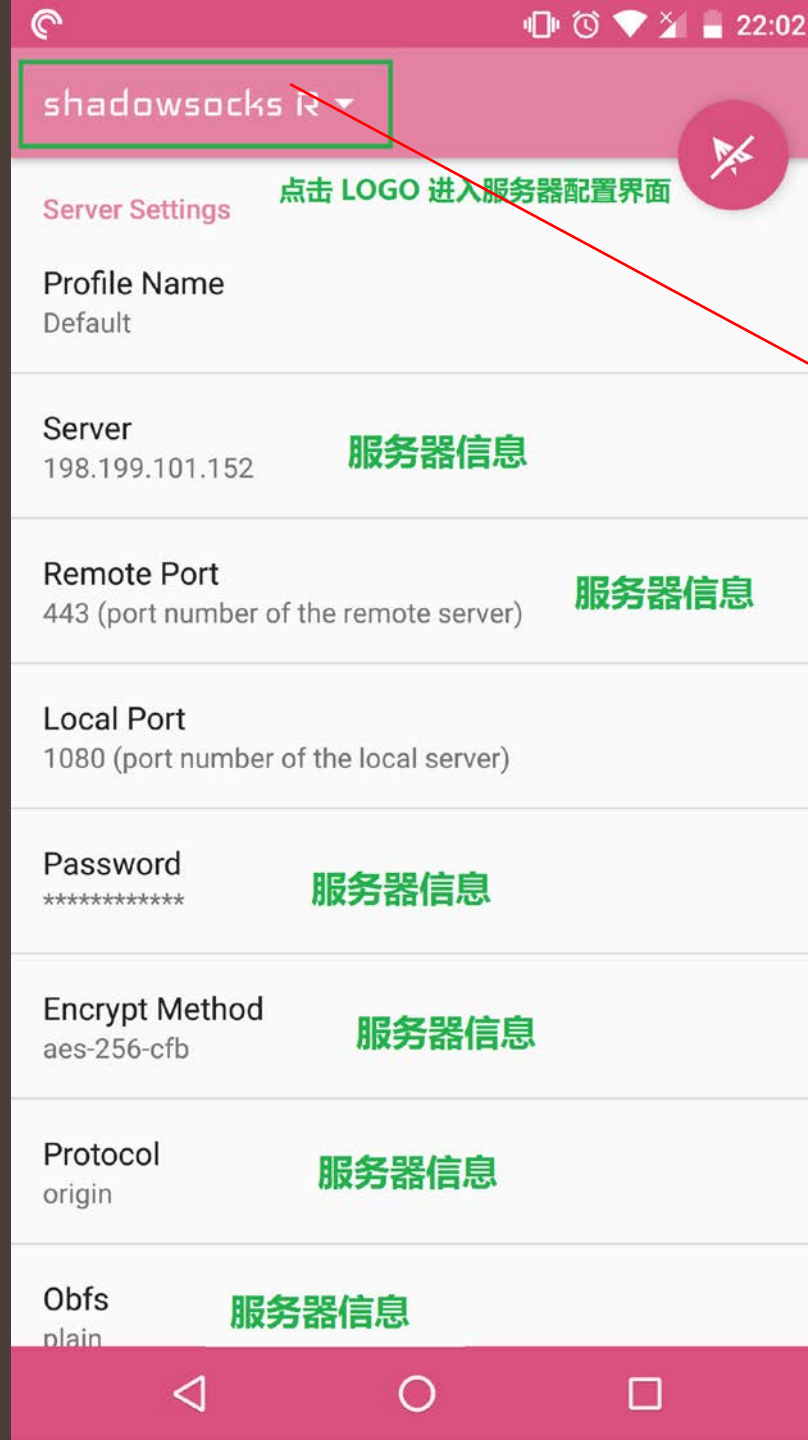 22:02
shadowsocks R
点击 LOGO 进入服务器配置界面
Server Settings
Profile Name
Default
Server
198.199.101.152
服务器信息
Remote Port
443 (port number of the remote server)
服务器信息
Local Port
1080 (port number of the local server)
Password
************
服务器信息
Encrypt Method
aes-256-cfb
服务器信息
Protocol
origin
服务器信息
Obfs
plain
服务器信息